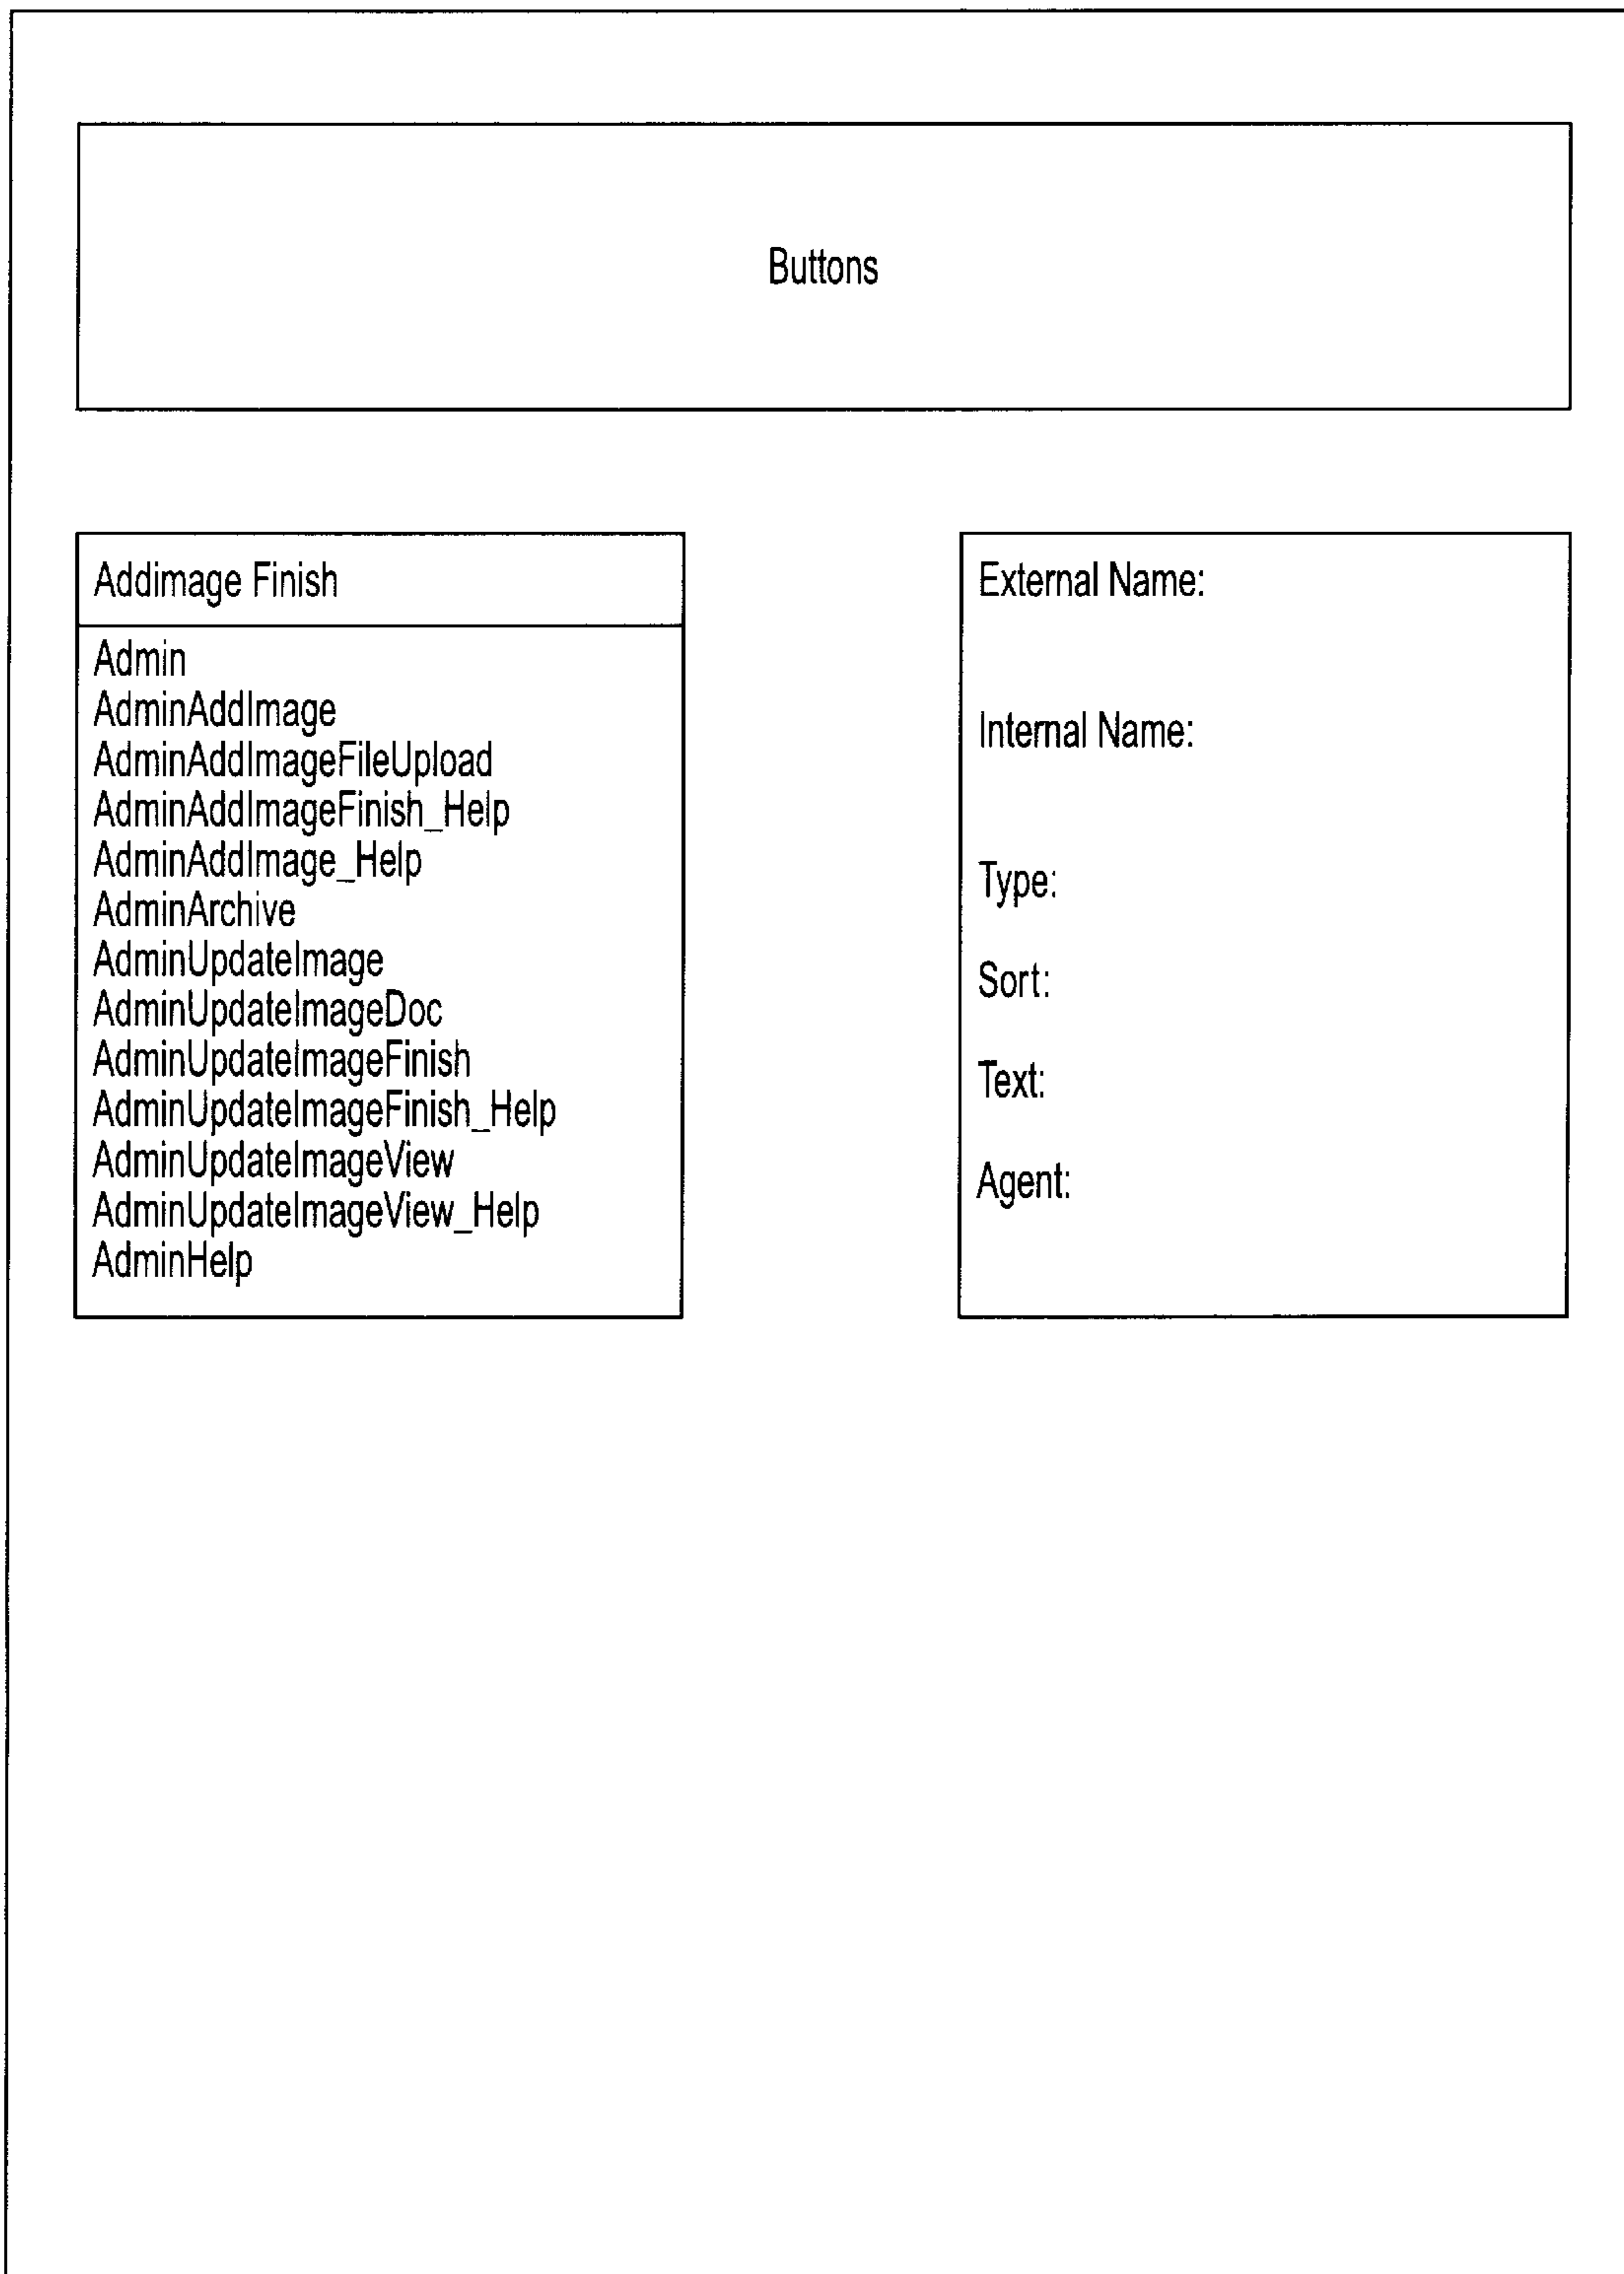 Buttons
Addimage Finish
Admin
AdminAddImage
AdminAddImageFileUpload
AdminAddImageFinish_Help
AdminAddImage_Help
AdminArchive
AdminUpdateImage
AdminUpdateImageDoc
AdminUpdateImageFinish
AdminUpdateImageFinish_Help
AdminUpdateImageView
AdminUpdateImageView_Help
AdminHelp
External Name:
Internal Name:
Type:
Sort:
Text:
Agent: